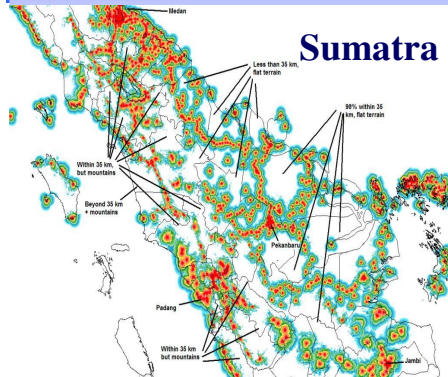 Medan
Sumatra
Less than 35 km,
flat terrain
98% within 35
km, flat terrain
Within 35 km,
but mountains
Beyond 35 km
+ mountains
Pekanbaru
Padang
Within 35 km
but mountains
Jambi